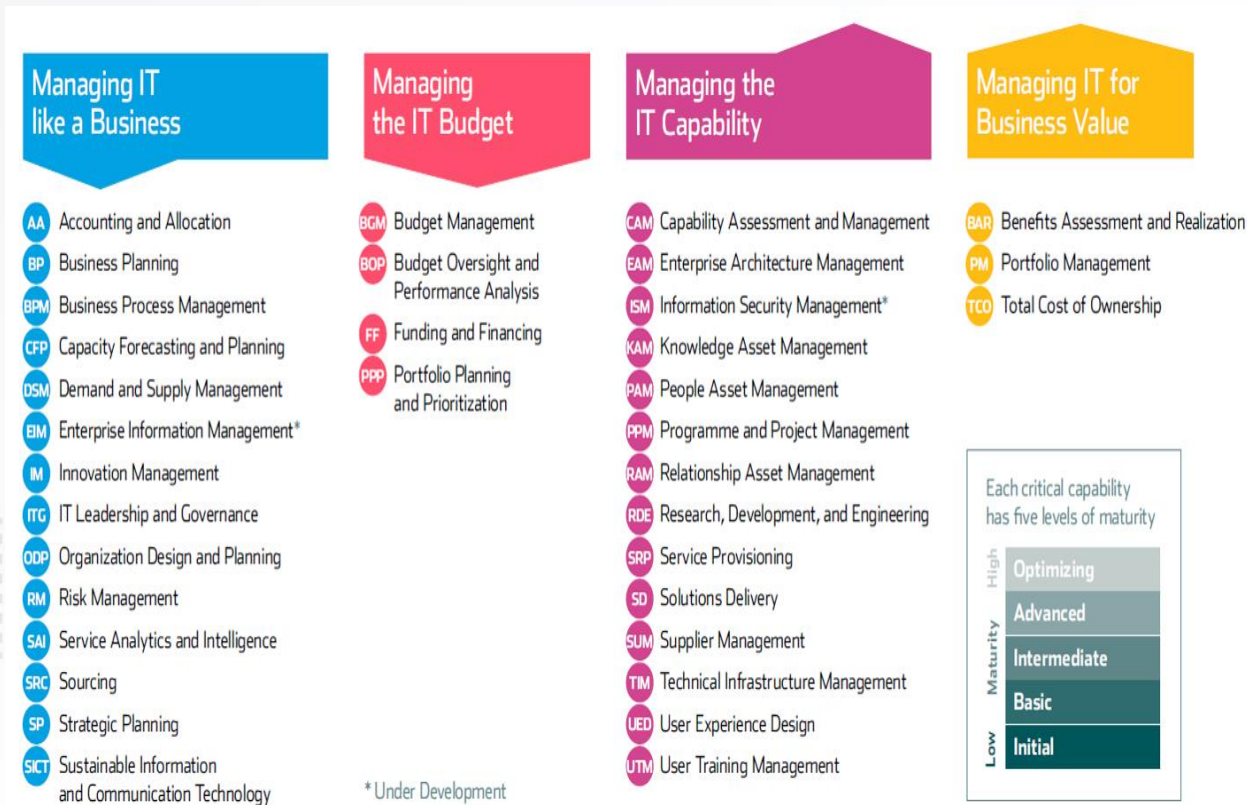 Managing IT
like a Business
AA Accounting and Allocation
BP Business Planning
BPM Business Process Management
CFP Capacity Forecasting and Planning
DSM Demand and Supply Management
EIM Enterprise Information Management*
IM Innovation Management
ITG IT Leadership and Governance
ODP Organization Design and Planning
RM Risk Management
SAI Service Analytics and Intelligence
SRC Sourcing
SP Strategic Planning
SICT Sustainable Information
and Communication Technology
Managing
the IT Budget
BGM Budget Management
BOP Budget Oversight and
Performance Analysis
FF Funding and Financing
PPP Portfolio Planning
and Prioritization
* Under Development
Managing the
IT Capability
CAM Capability Assessment and Management
EAM Enterprise Architecture Management
ISM Information Security Management*
KAM Knowledge Asset Management
PAM People Asset Management
PPM Programme and Project Management
RAM Relationship Asset Management
RDE Research, Development, and Engineering
SRP Service Provisioning
SD Solutions Delivery
SUM Supplier Management
TIM Technical Infrastructure Management
UED User Experience Design
UTM User Training Management
Managing IT for
Business Value
BAR Benefits Assessment and Realization
PM Portfolio Management
TCO Total Cost of Ownership
Each critical capability
has five levels of maturity
High
Maturity
Low
Optimizing
Advanced
Intermediate
Basic
Initial